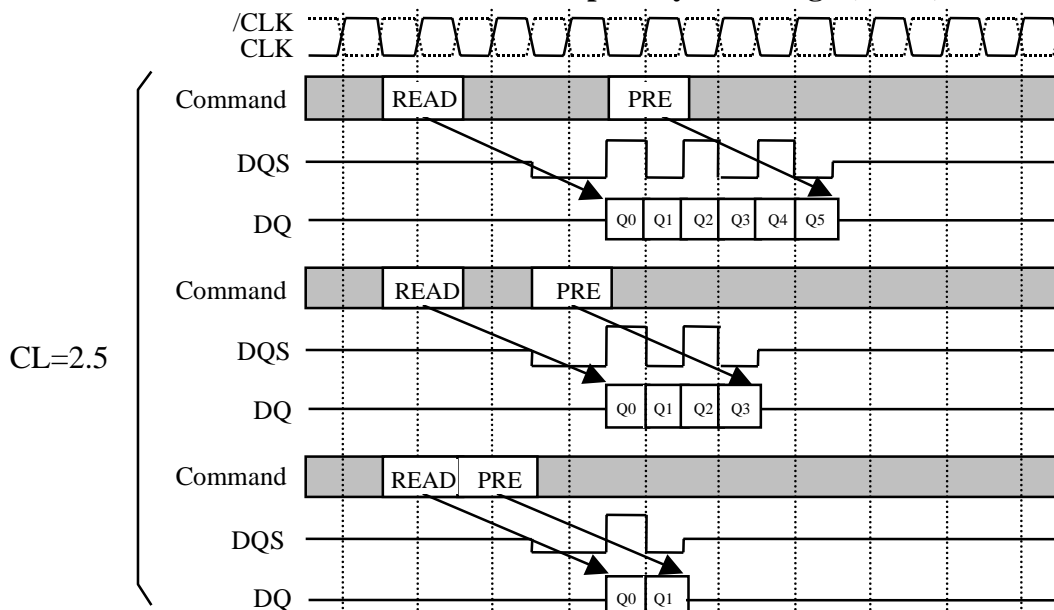 /CLK
CLK
Command READ PRE
DQS
DQ Q0 Q1 Q2 Q3 Q4 Q5
Command READ PRE
CL=2.5
DQS
DQ Q0 Q1 Q2 Q3
Command READ PRE
DQS
DQ Q0 Q1